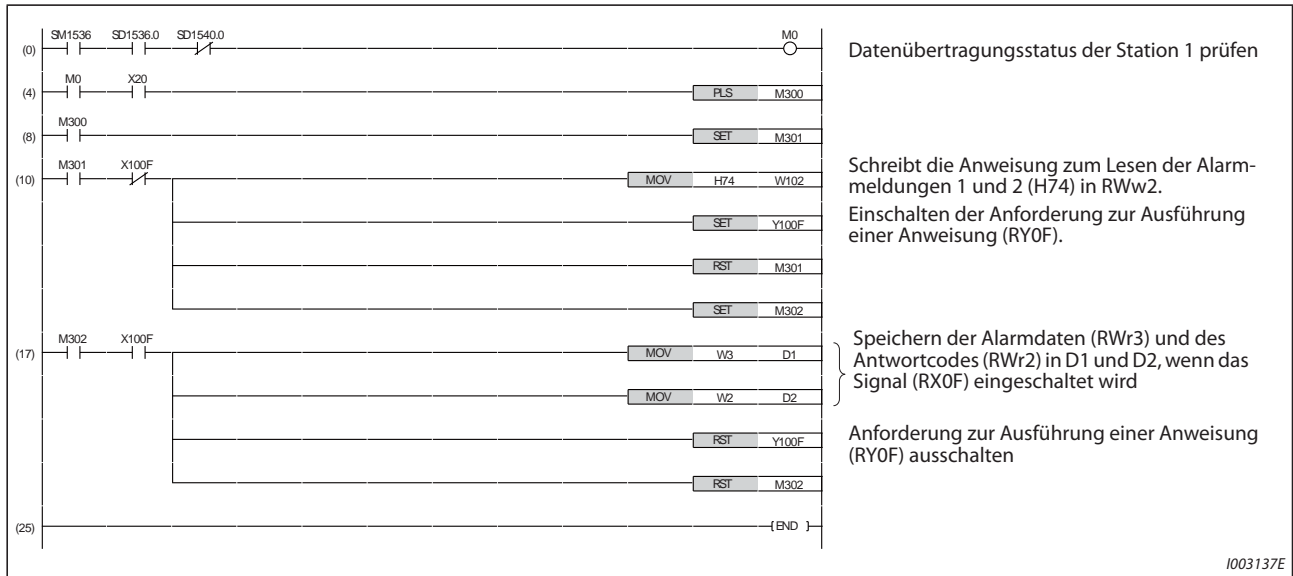 SM1536 SD1536.0 SD1540.0 M0
(0)
Datenübertragungsstatus der Station 1 prüfen
M0 X20
(4) PLS M300
M300
(8) SET M301
M301 X100F
(10) MOV H74 W102
Schreibt die Anweisung zum Lesen der Alarm-
meldungen 1 und 2 (H74) in RWw2.
SET Y100F
Einschalten der Anforderung zur Ausführung
einer Anweisung (RY0F).
RST M301
SET M302
M302 X100F
(17) MOV W3 D1
MOV W2 D2
Speichern der Alarmdaten (RWr3) und des
Antwortcodes (RWr2) in D1 und D2, wenn das
Signal (RX0F) eingeschaltet wird
RST Y100F
Anforderung zur Ausführung einer Anweisung
(RY0F) ausschalten
RST M302
(25) END
I003137E